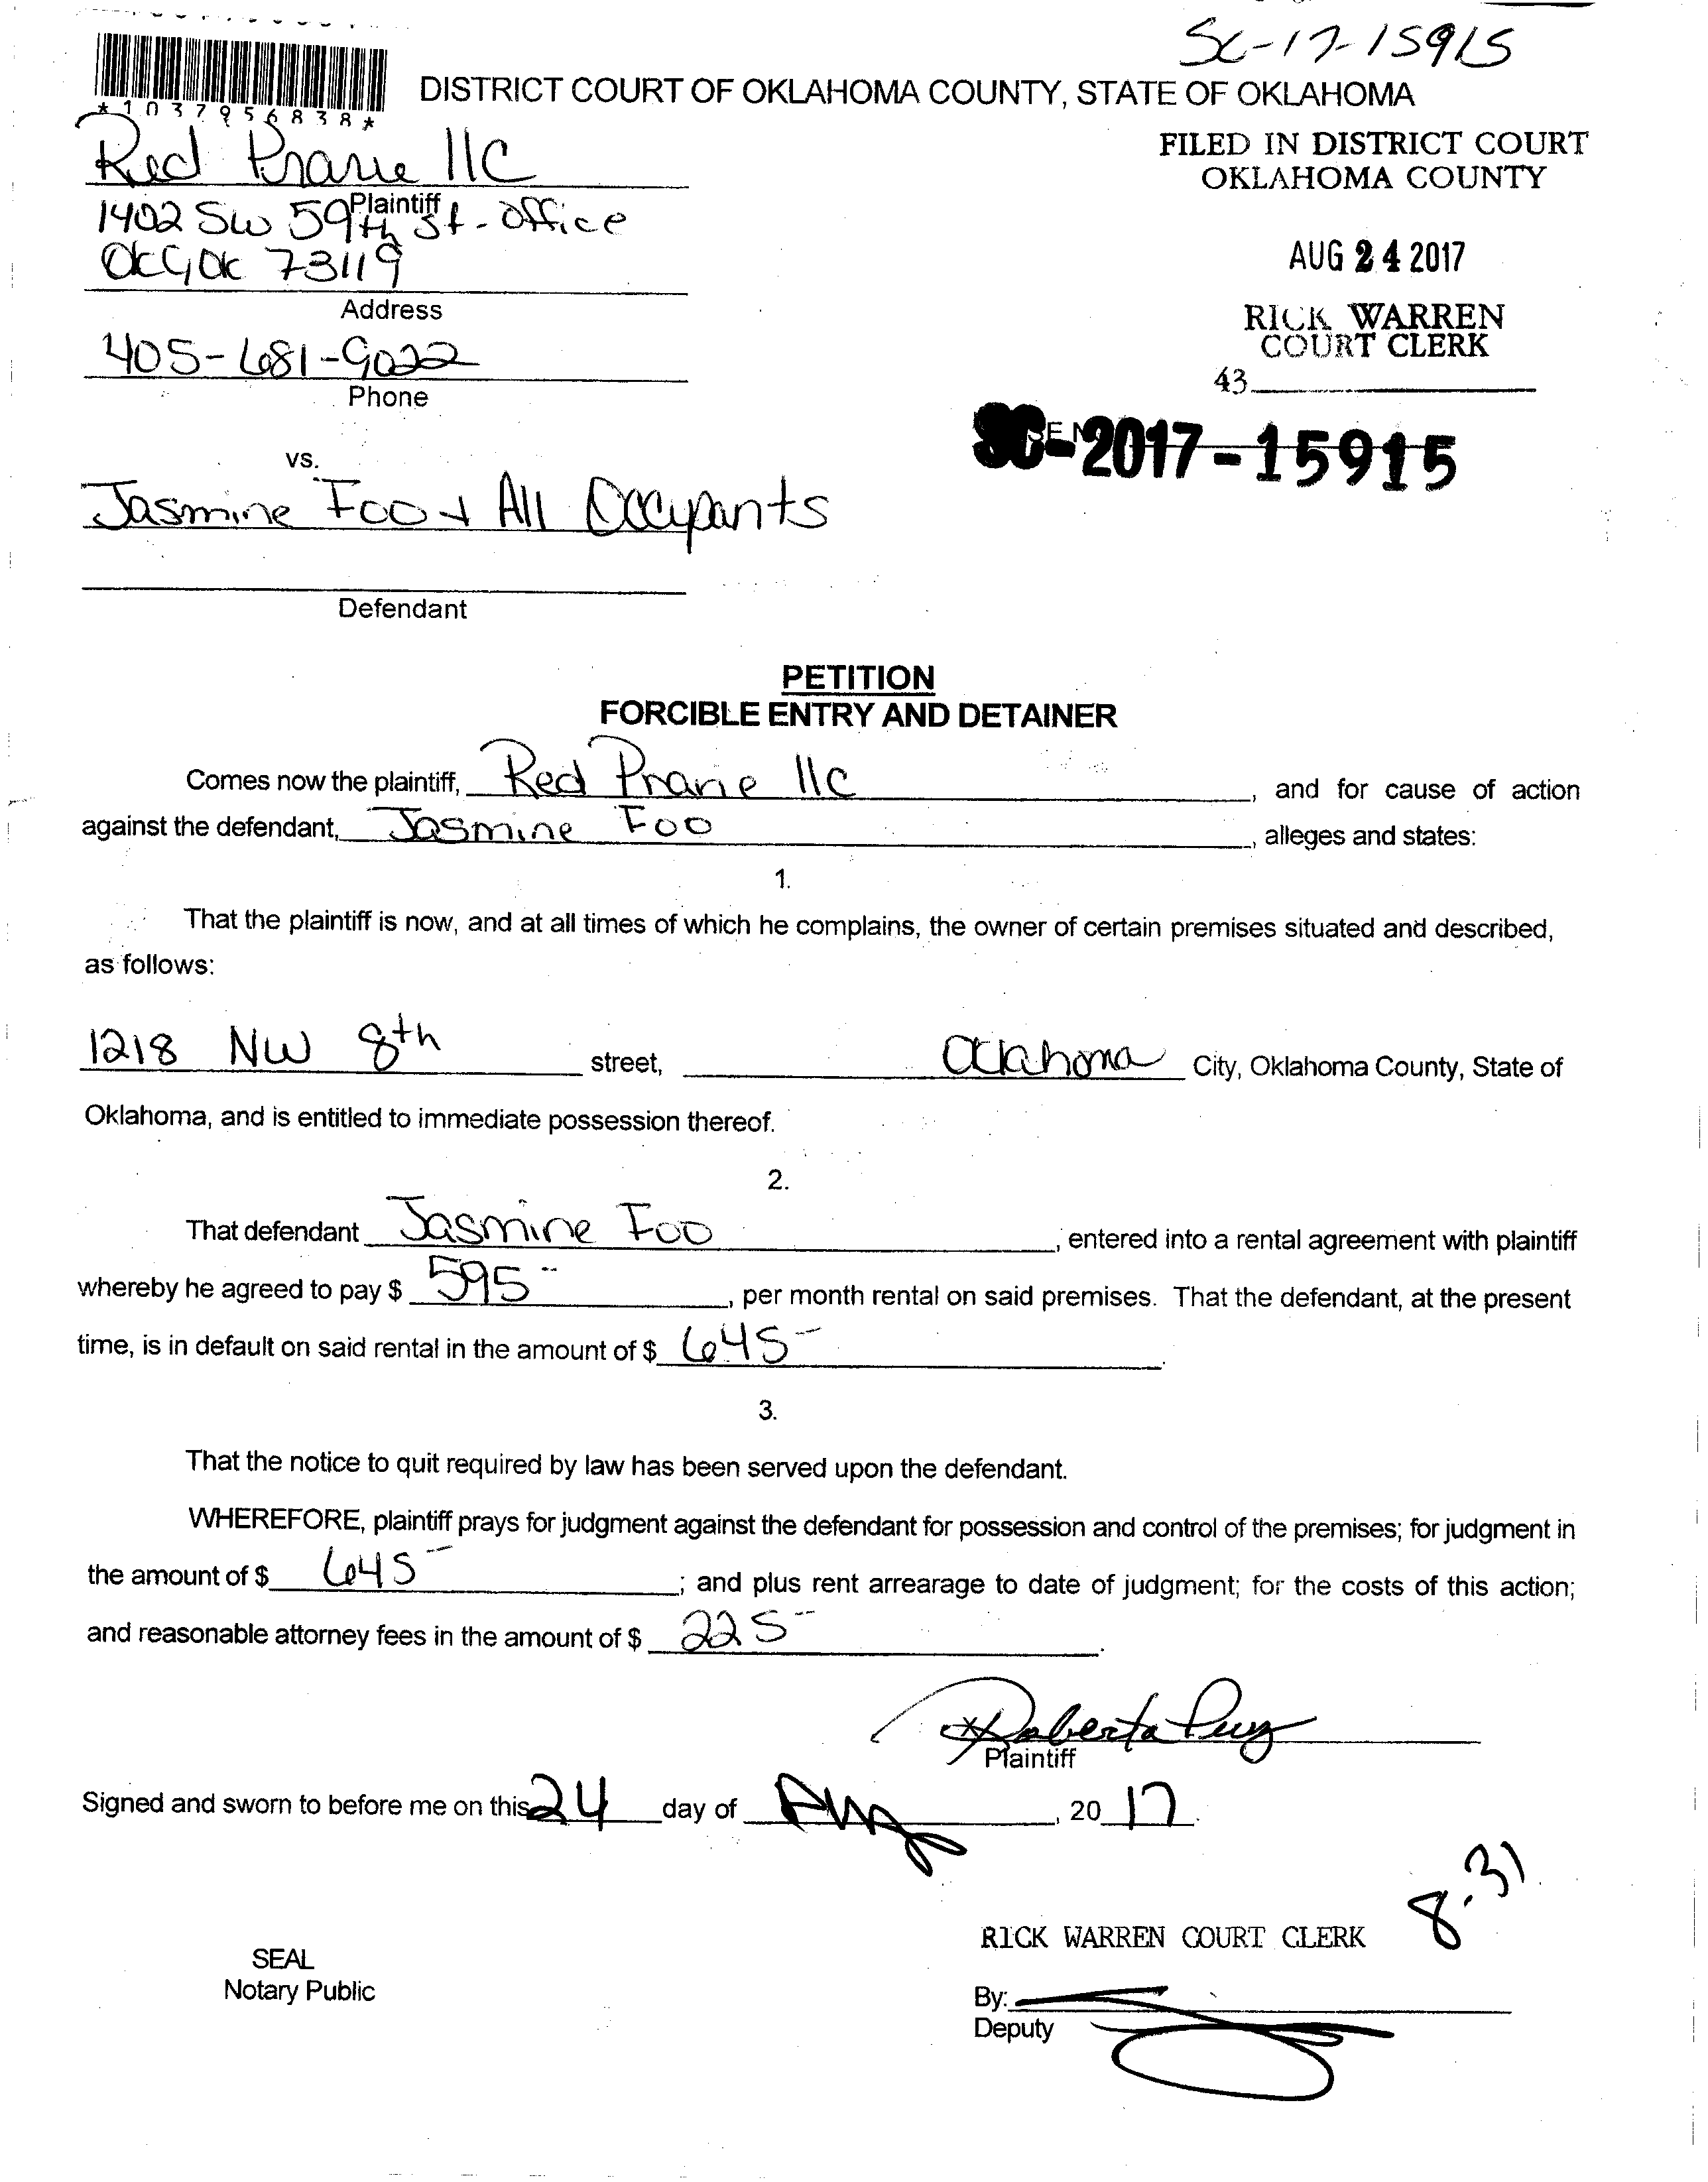 SC-17-15915
*1037956838*
DISTRICT COURT OF OKLAHOMA COUNTY, STATE OF OKLAHOMA
FILED IN DISTRICT COURT
OKLAHOMA COUNTY
AUG 24 2017
RICK WARREN
COURT CLERK
43
SC-2017-15915
Red Prarie llC
Plaintiff
1402 SW 59th St - Office
OKC, OK 73119
Address
405-681-9022
Phone
vs.
Jasmine Foo + All Occupants
Defendant
PETITION
FORCIBLE ENTRY AND DETAINER
Comes now the plaintiff, Red Prarie llc, and for cause of action
against the defendant, Jasmine Foo, alleges and states:
1.
That the plaintiff is now, and at all times of which he complains, the owner of certain premises situated and described,
as follows:
1218 NW 8th street, Oklahoma City, Oklahoma County, State of
Oklahoma, and is entitled to immediate possession thereof.
2.
That defendant Jasmine Foo, entered into a rental agreement with plaintiff
whereby he agreed to pay $ 595-, per month rental on said premises. That the defendant, at the present
time, is in default on said rental in the amount of $ 645-.
3.
That the notice to quit required by law has been served upon the defendant.
WHEREFORE, plaintiff prays for judgment against the defendant for possession and control of the premises; for judgment in
the amount of $ 645-; and plus rent arrearage to date of judgment; for the costs of this action;
and reasonable attorney fees in the amount of $ 225-.
Roberta
Plaintiff
Signed and sworn to before me on this 24 day of Aug, 2017.
8-31
RICK WARREN COURT CLERK
SEAL
Notary Public
By:
Deputy